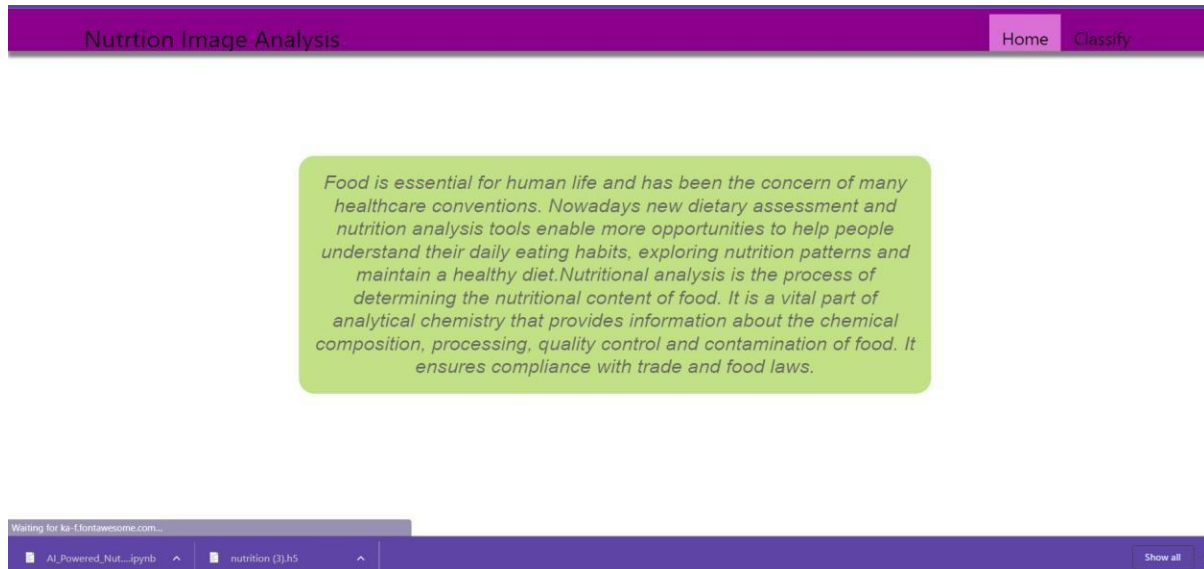 Nutrtion Image Analysis
Home
Classify
Food is essential for human life and has been the concern of many
healthcare conventions. Nowadays new dietary assessment and
nutrition analysis tools enable more opportunities to help people
understand their daily eating habits, exploring nutrition patterns and
maintain a healthy diet.Nutritional analysis is the process of
determining the nutritional content of food. It is a vital part of
analytical chemistry that provides information about the chemical
composition, processing, quality control and contamination of food. It
ensures compliance with trade and food laws.
Waiting for ka-f.fontawesome.com...
AI_Powered_Nut....ipynb
nutrition (3).h5
Show all